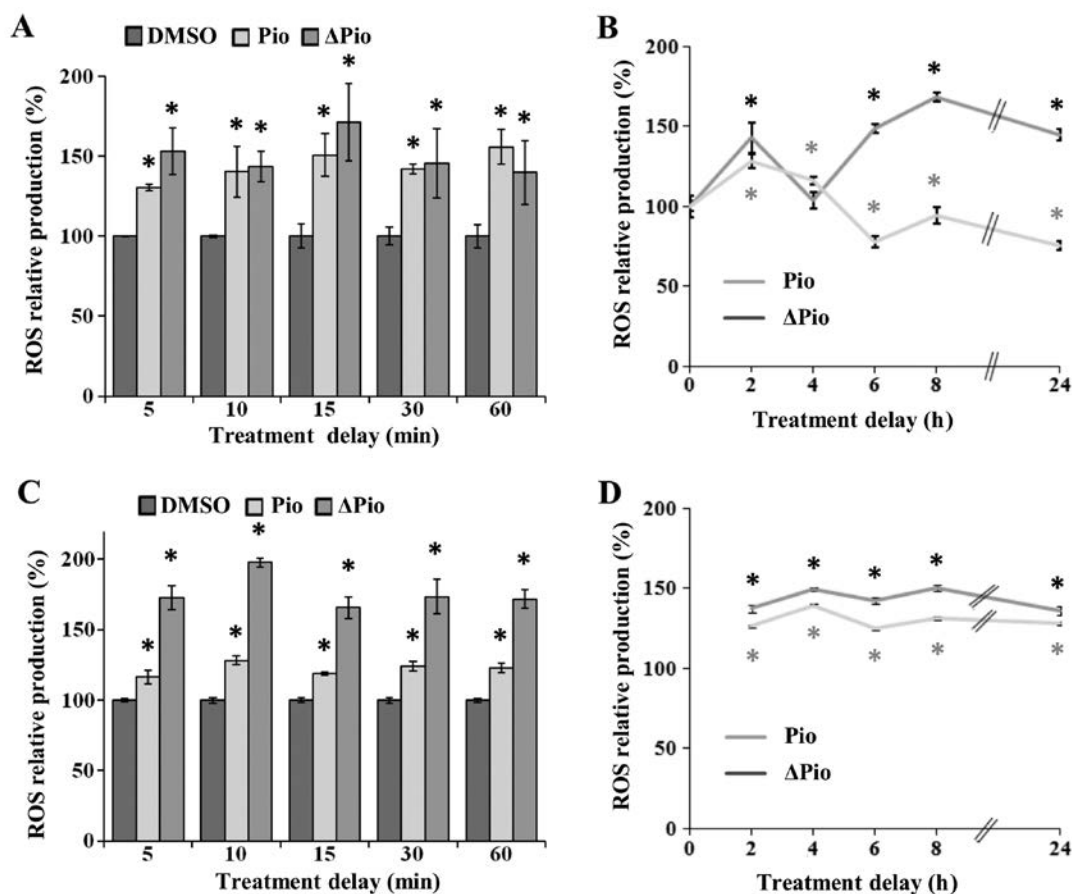 A
DMSO Pio ΔPio
ROS relative production (%)
200
150
100
50
0
* * * * * * * * * *
5 10 15 30 60
Treatment delay (min)
B
ROS relative production (%)
200
150
100
50
0
* * * * * * * * *
Pio
ΔPio
0 2 4 6 8 24
Treatment delay (h)
C
DMSO Pio ΔPio
ROS relative production (%)
200
150
100
50
0
* * * * * * * * * *
5 10 15 30 60
Treatment delay (min)
D
ROS relative production (%)
200
150
100
50
0
* * * * *
* * * * *
Pio
ΔPio
0 2 4 6 8 24
Treatment delay (h)